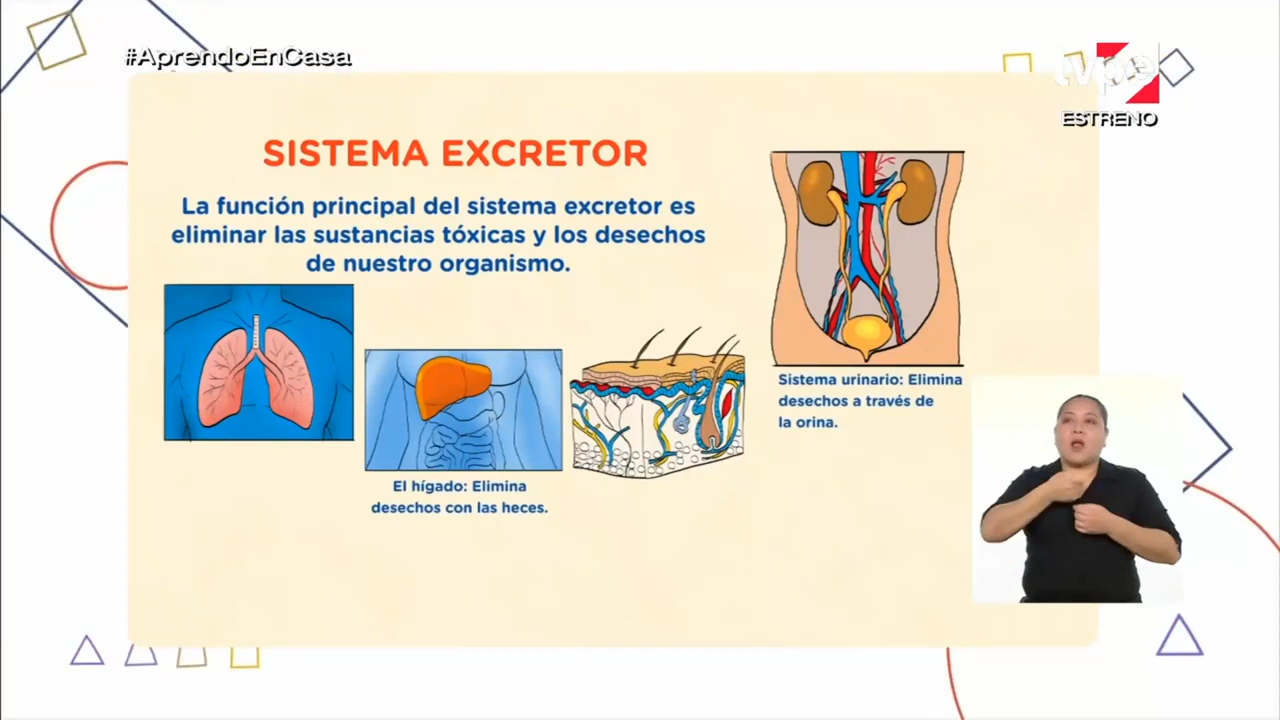 #AprendoEnCasa
tvpe
ESTRENO
SISTEMA EXCRETOR
La función principal del sistema excretor es
eliminar las sustancias tóxicas y los desechos
de nuestro organismo.
El hígado: Elimina
desechos con las heces.
Sistema urinario: Elimina
desechos a través de
la orina.